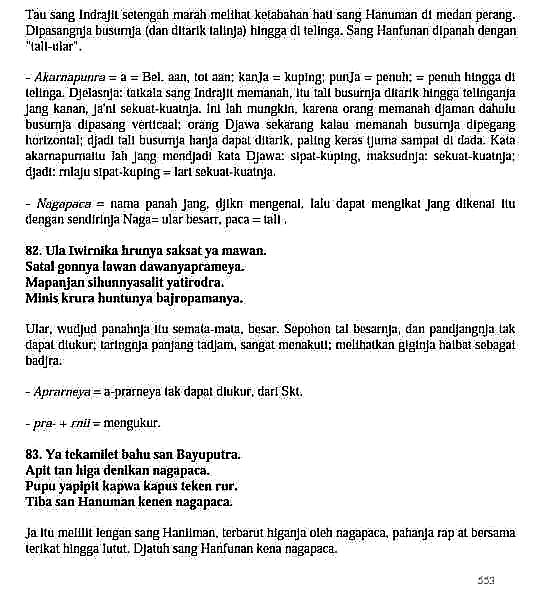 Tau sang Indrajit setengah marah melihat ketabahan hati sang Hanuman di medan perang.
Dipasangnja busurnja (dan ditarik talinja) hingga di telinga. Sang Hanfunan dipanah dengan
"tali-ular".
- Akarnapunra = a = Bel. aan, tot aan; kanJa = kuping; punJa = penuh; = penuh hingga di
telinga. Djelasnja: tatkala sang Indrajit memanah, itu tali busurnja ditarik hingga telinganja
jang kanan, ja'ni sekuat-kuatnja. Ini lah mungkin, karena orang memanah djaman dahulu
busurnja dipasang verticaal; orang Djawa sekarang kalau memanah busurnja dipegang
horizontal; djadi tali busurnja hanja dapat ditarik, paling keras tjuma sampai di dada. Kata
akarnapurnaitu lah jang mendjadi kata Djawa: sipat-kuping, maksudnja: sekuat-kuatnja;
djadi: mlaju sipat-kuping = lari sekuat-kuatnja.
- Nagapaca = nama panah jang, djikn mengenai, lalu dapat mengikat jang dikenai itu
dengan sendirinja Naga= ular besarr, paca = tali .
82. Ula Iwirnika hrunya saksat ya mawan.
Satal gonnya lawan dawanyaprameya.
Mapanjan sihunnyasalit yatirodra.
Minis krura huntunya bajropamanya.
Ular, wudjud panahnja itu semata-mata, besar. Sepohon tal besarnja, dan pandjangnja tak
dapat diukur; taringnja panjang tadjam, sangat menakuti; melihatkan giginja haibat sebagai
badjra.
- Aprarneya = a-prarneya tak dapat diukur, dari Skt.
- pra- + rnii = mengukur.
83. Ya tekamilet bahu san Bayuputra.
Apit tan higa denikan nagapaca.
Pupu yapipit kapwa kapus teken rur.
Tiba san Hanuman kenen nagapaca.
Ja itu melilit lengan sang Haniiman, terbarut higanja oleh nagapaca, pahanja rap at bersama
terikat hingga lutut. Djatuh sang Hanfunan kena nagapaca.
553